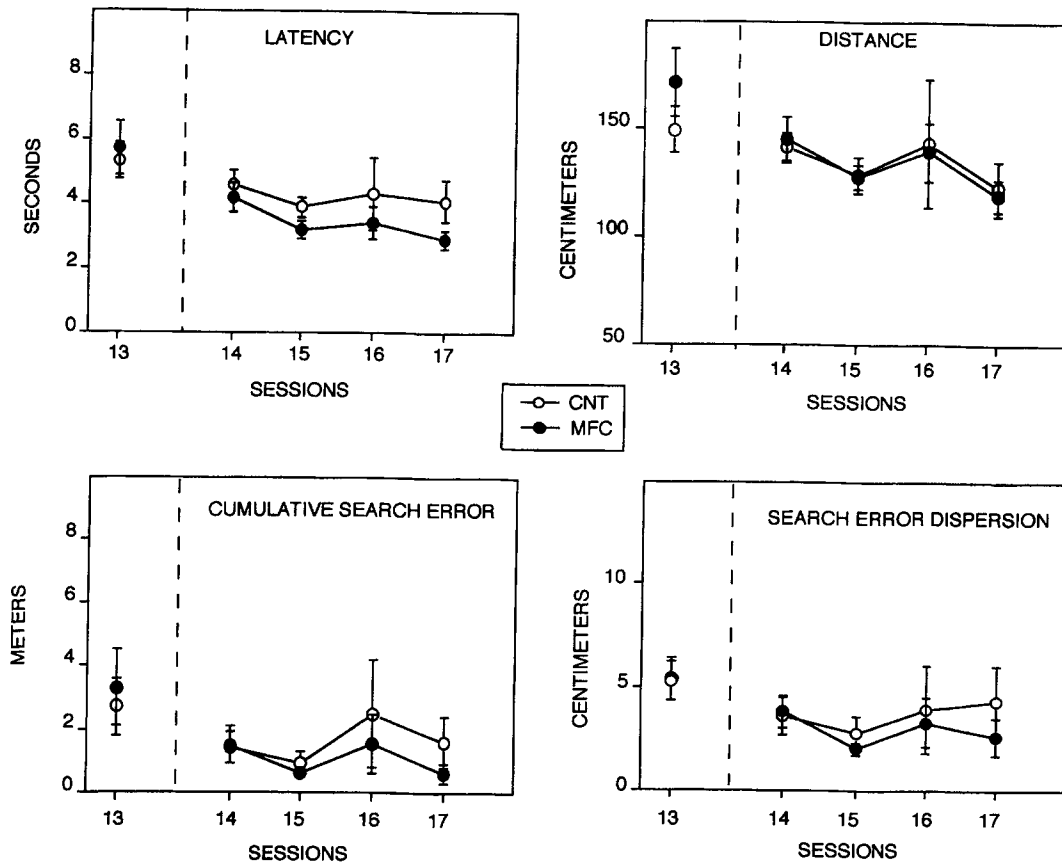 LATENCY
SECONDS
8
6
4
2
0
13
14
15
16
17
SESSIONS
DISTANCE
CENTIMETERS
150
100
50
13
14
15
16
17
SESSIONS
CNT
MFC
CUMULATIVE SEARCH ERROR
METERS
8
6
4
2
0
13
14
15
16
17
SESSIONS
SEARCH ERROR DISPERSION
CENTIMETERS
10
5
0
13
14
15
16
17
SESSIONS